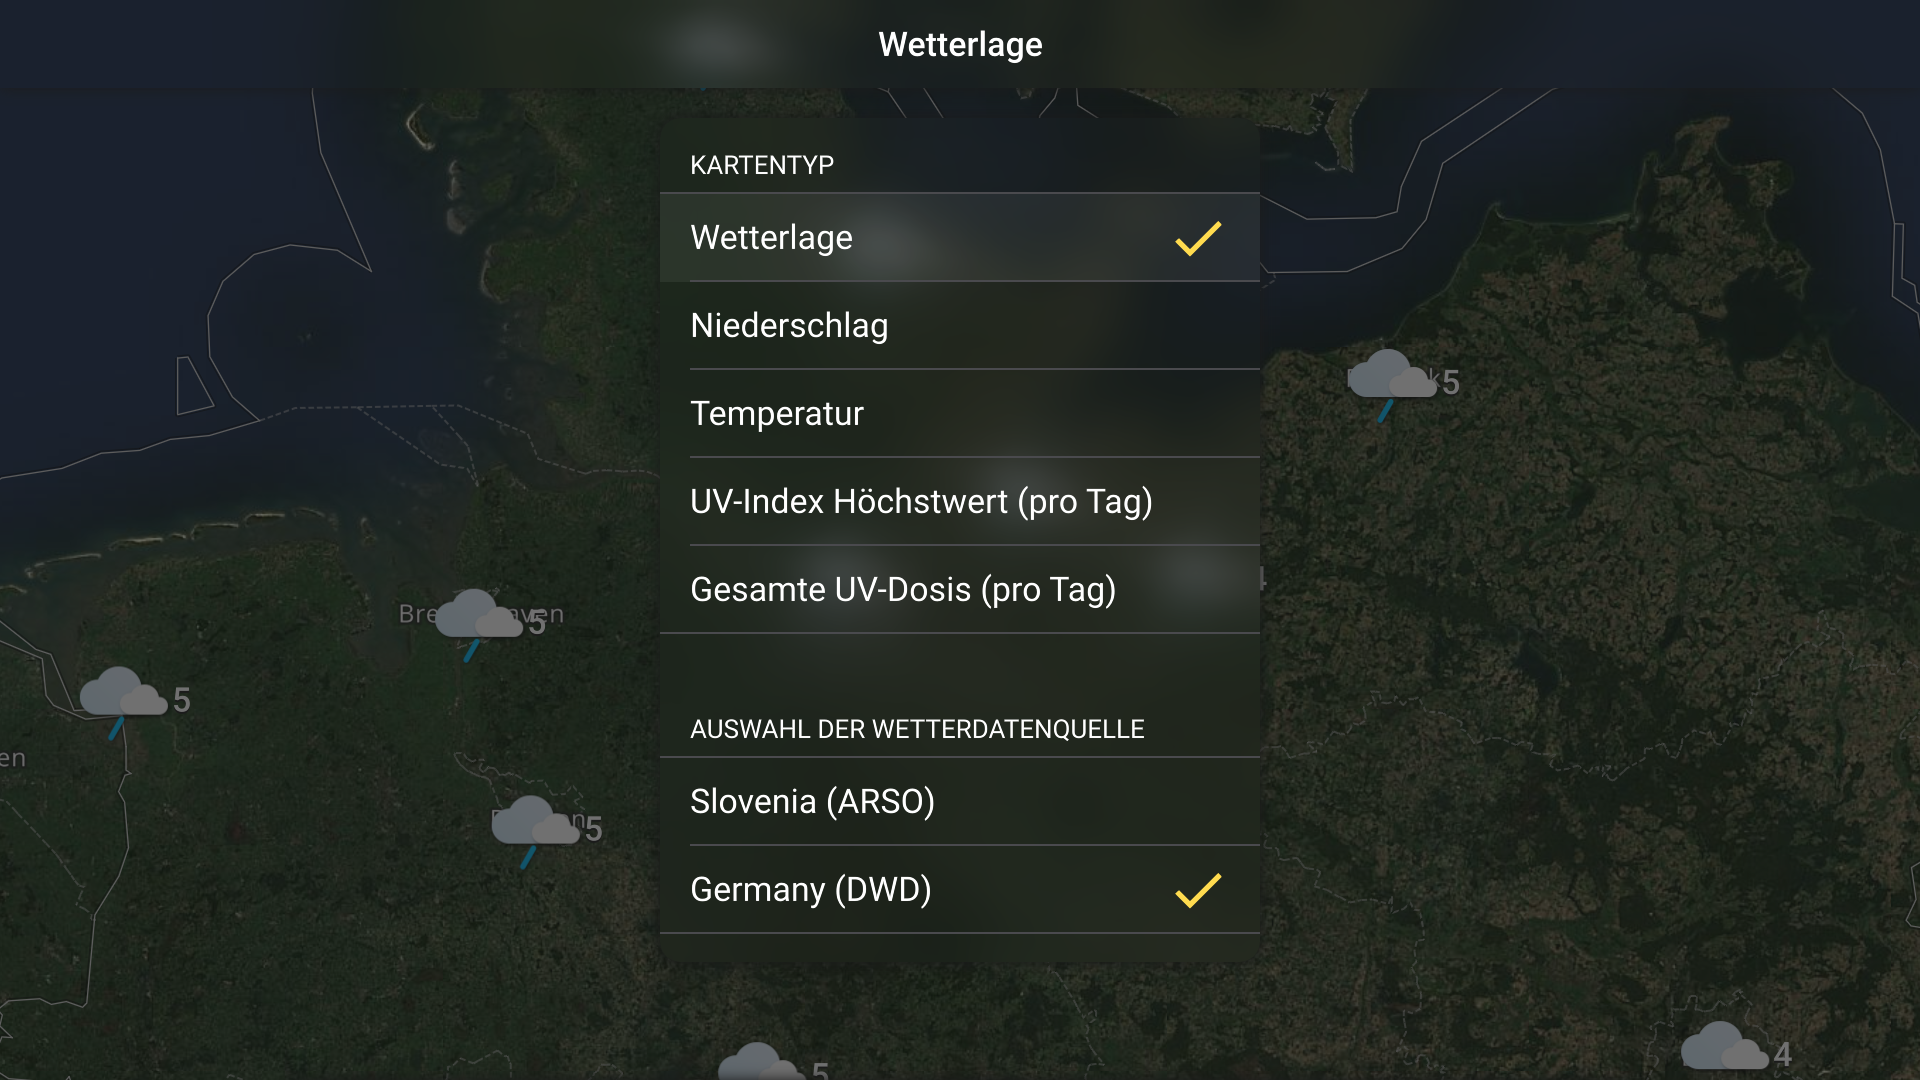 Wetterlage
KARTENTYP
Wetterlage
Niederschlag
Temperatur
UV-Index Höchstwert (pro Tag)
Gesamte UV-Dosis (pro Tag)
AUSWAHL DER WETTERDATENQUELLE
Slovenia (ARSO)
Germany (DWD)
5
5
5
en
5
5
4